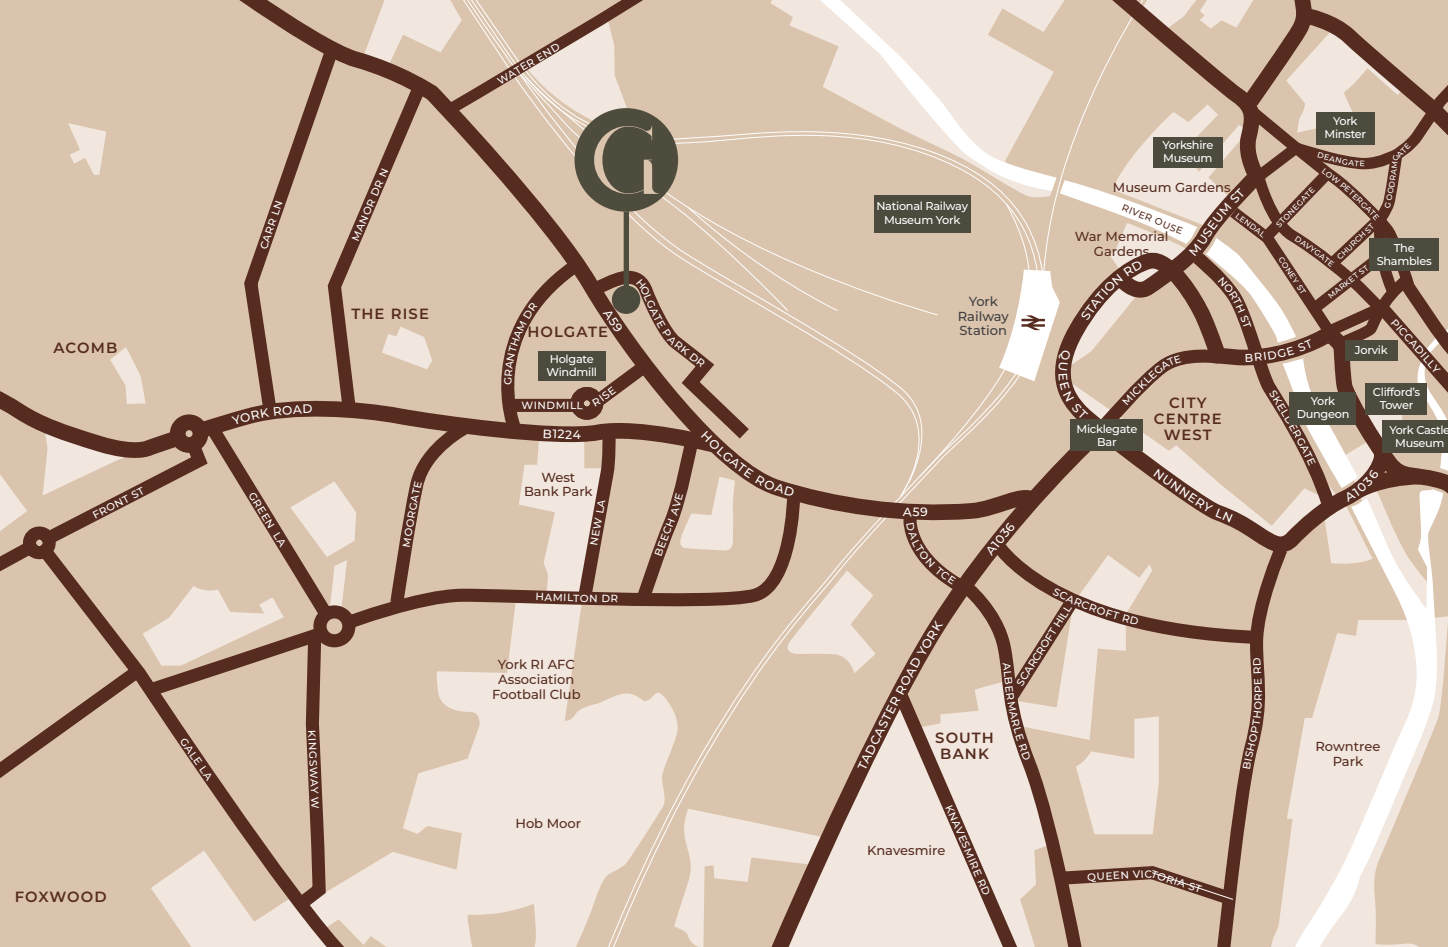 WATER END
G
York
Minster
Yorkshire
Museum
DEANGATE
GOODRAMGATE
LOW PETERGATE
Museum Gardens
National Railway
Museum York
RIVER OUSE
MUSEUM ST
LENDAL
STONEGATE
CARR LN
MANOR DR N
War Memorial
Gardens
DAVYGATE
CHURCH ST
The
Shambles
CONEY ST
MARKET ST
STATION RD
NORTH ST
THE RISE
HOLGATE
A59
HOLGATE PARK DR
GRANTHAM DR
York
Railway
Station
PICCADILLY
ACOMB
Holgate
Windmill
WINDMILL RISE
QUEEN ST
MICKLEGATE
BRIDGE ST
Jorvik
YORK ROAD
B1224
HOLGATE ROAD
CITY
CENTRE
WEST
SKELDERGATE
York
Dungeon
Clifford's
Tower
Micklegate
Bar
York Castle
Museum
FRONT ST
GREEN LA
MOORGATE
West
Bank Park
NEW LA
BEECH AVE
A59
NUNNERY LN
A1036
DALTON TCE
A1036
HAMILTON DR
SCARCROFT RD
SCARCROFT HILL
York RI AFC
Association
Football Club
TADCASTER ROAD YORK
ALBERMARLE RD
BISHOPTHORPE RD
GALE LA
KINGSWAY W
SOUTH
BANK
Rowntree
Park
Hob Moor
Knavesmire
KNAVESMIRE RD
QUEEN VICTORIA ST
FOXWOOD